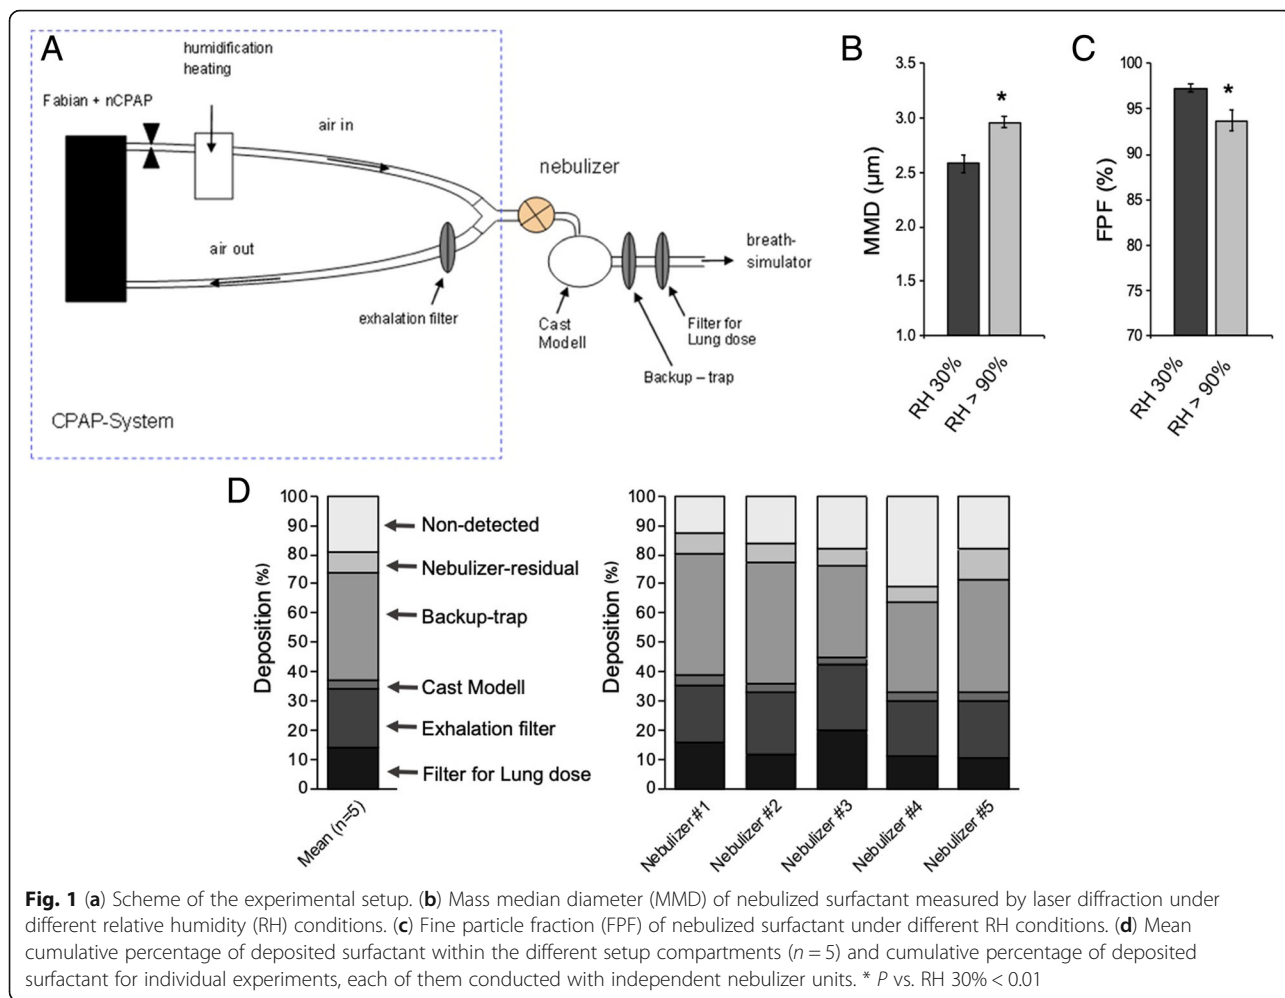 A
humidification
heating
Fabian + nCPAP
air in
nebulizer
air out
breath-
simulator
exhalation filter
Cast
Modell
Filter for
Lung dose
Backup – trap
CPAP-System
B
MMD (µm)
3.5
3.0
2.5
2.0
1.5
1.0
*
RH 30%
RH > 90%
C
FPF (%)
100
95
90
85
80
75
70
*
RH 30%
RH > 90%
D
Deposition (%)
100
90
80
70
60
50
40
30
20
10
0
Non-detected
Nebulizer-residual
Backup-trap
Cast Modell
Exhalation filter
Filter for Lung dose
Mean (n=5)
Deposition (%)
100
90
80
70
60
50
40
30
20
10
0
Nebulizer #1
Nebulizer #2
Nebulizer #3
Nebulizer #4
Nebulizer #5
Fig. 1 (a) Scheme of the experimental setup. (b) Mass median diameter (MMD) of nebulized surfactant measured by laser diffraction under
different relative humidity (RH) conditions. (c) Fine particle fraction (FPF) of nebulized surfactant under different RH conditions. (d) Mean
cumulative percentage of deposited surfactant within the different setup compartments (n = 5) and cumulative percentage of deposited
surfactant for individual experiments, each of them conducted with independent nebulizer units. * P vs. RH 30% < 0.01